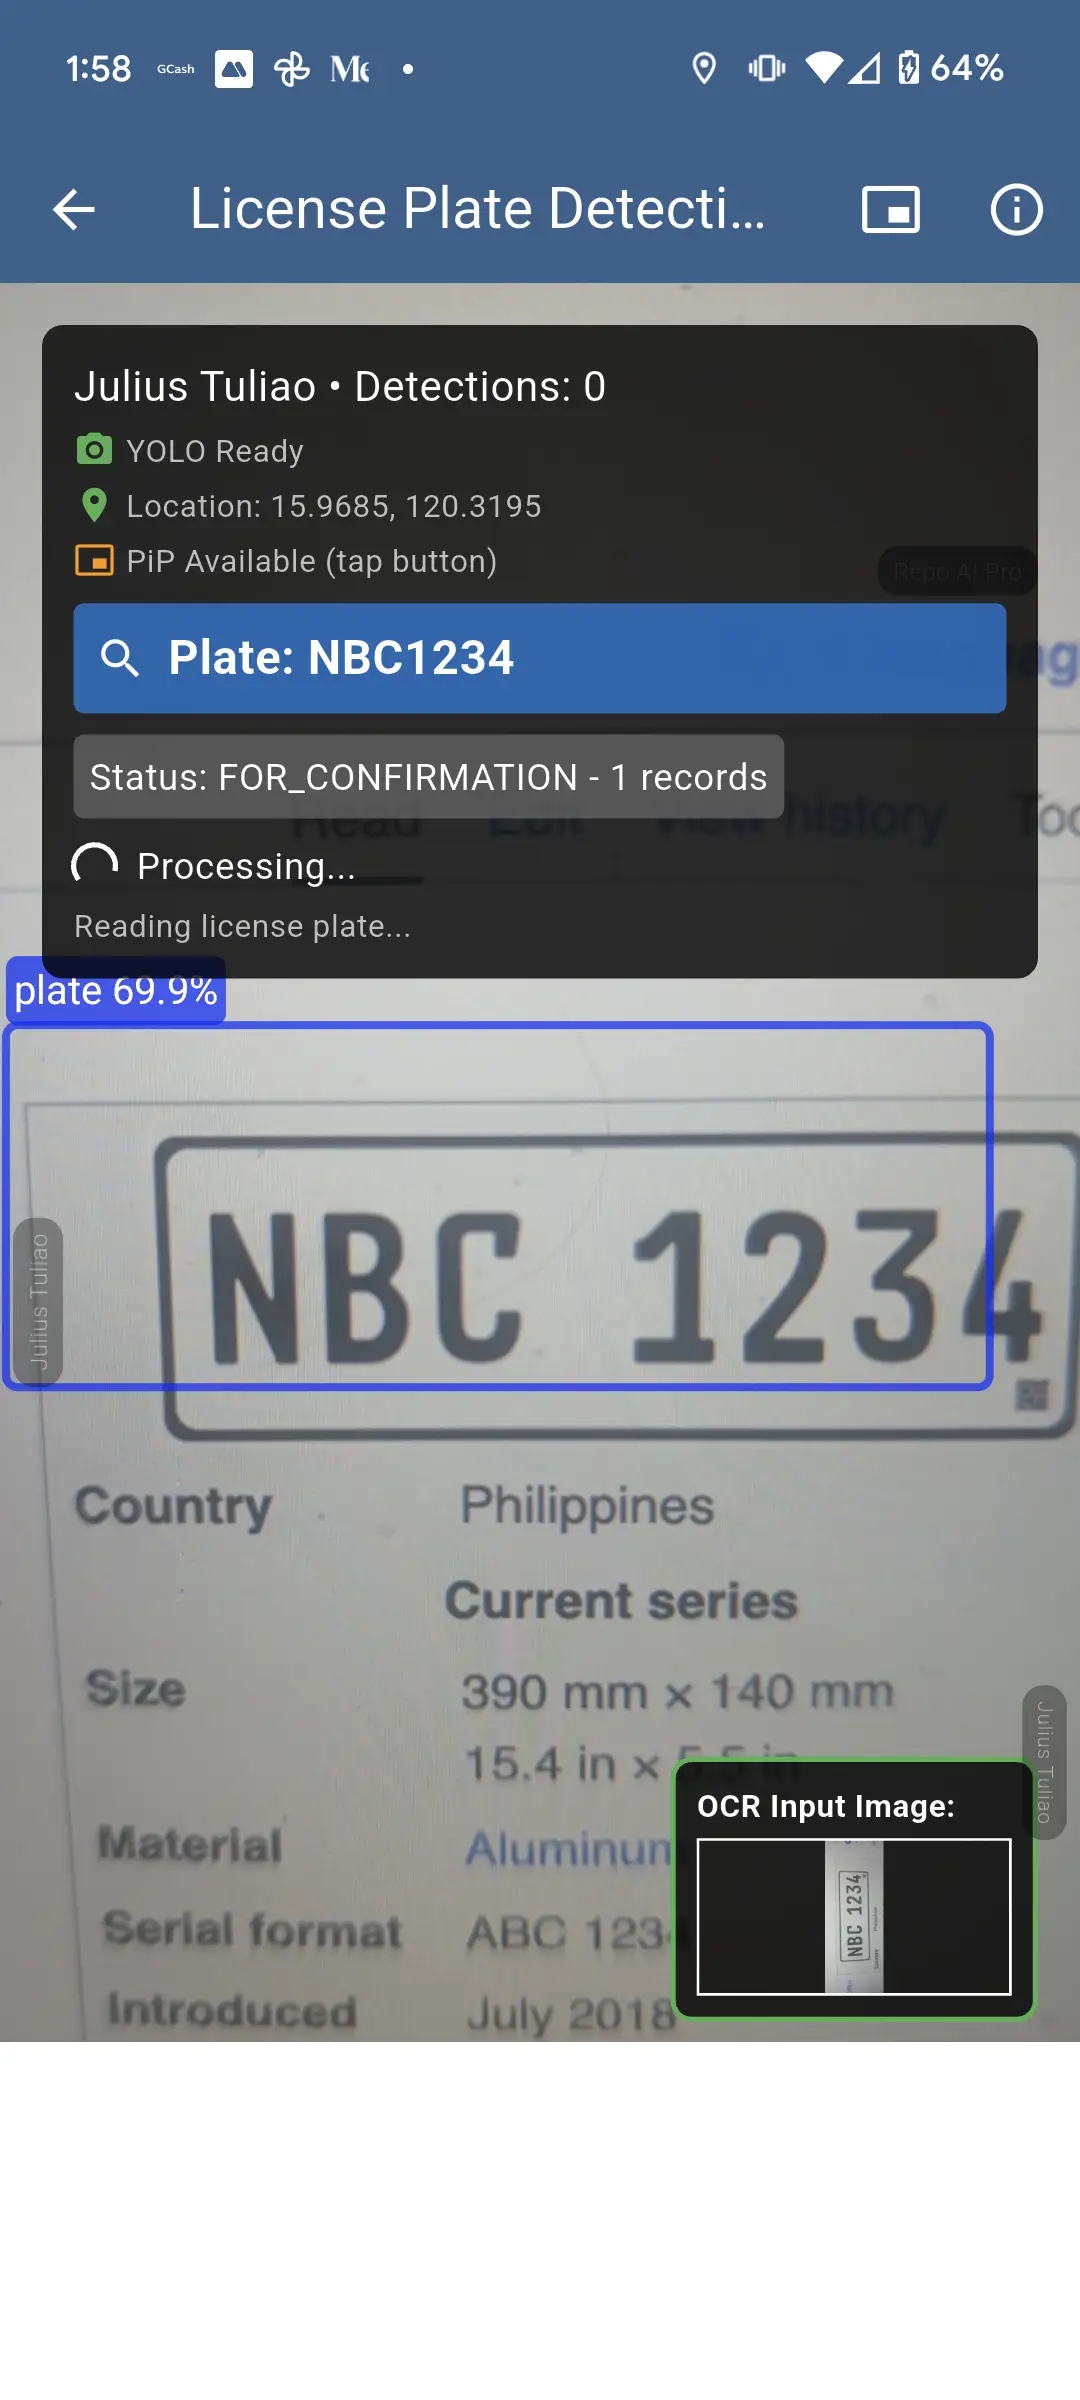 1:58 GCash Me 64%
License Plate Detecti...
Julius Tuliao • Detections: 0
YOLO Ready
Location: 15.9685, 120.3195
PiP Available (tap button)
Repo AI Pro
Plate: NBC1234
ag
Status: FOR_CONFIRMATION - 1 records
Read Edit View history Too
Processing...
Reading license plate...
plate 69.9%
NBC 1234
Julius Tuliao
Country Philippines
Current series
Size 390 mm × 140 mm
15.4 in × 5.5 in
Julius Tuliao
OCR Input Image:
NBC 1234
Material Aluminum
Serial format ABC 1234
Introduced July 2018